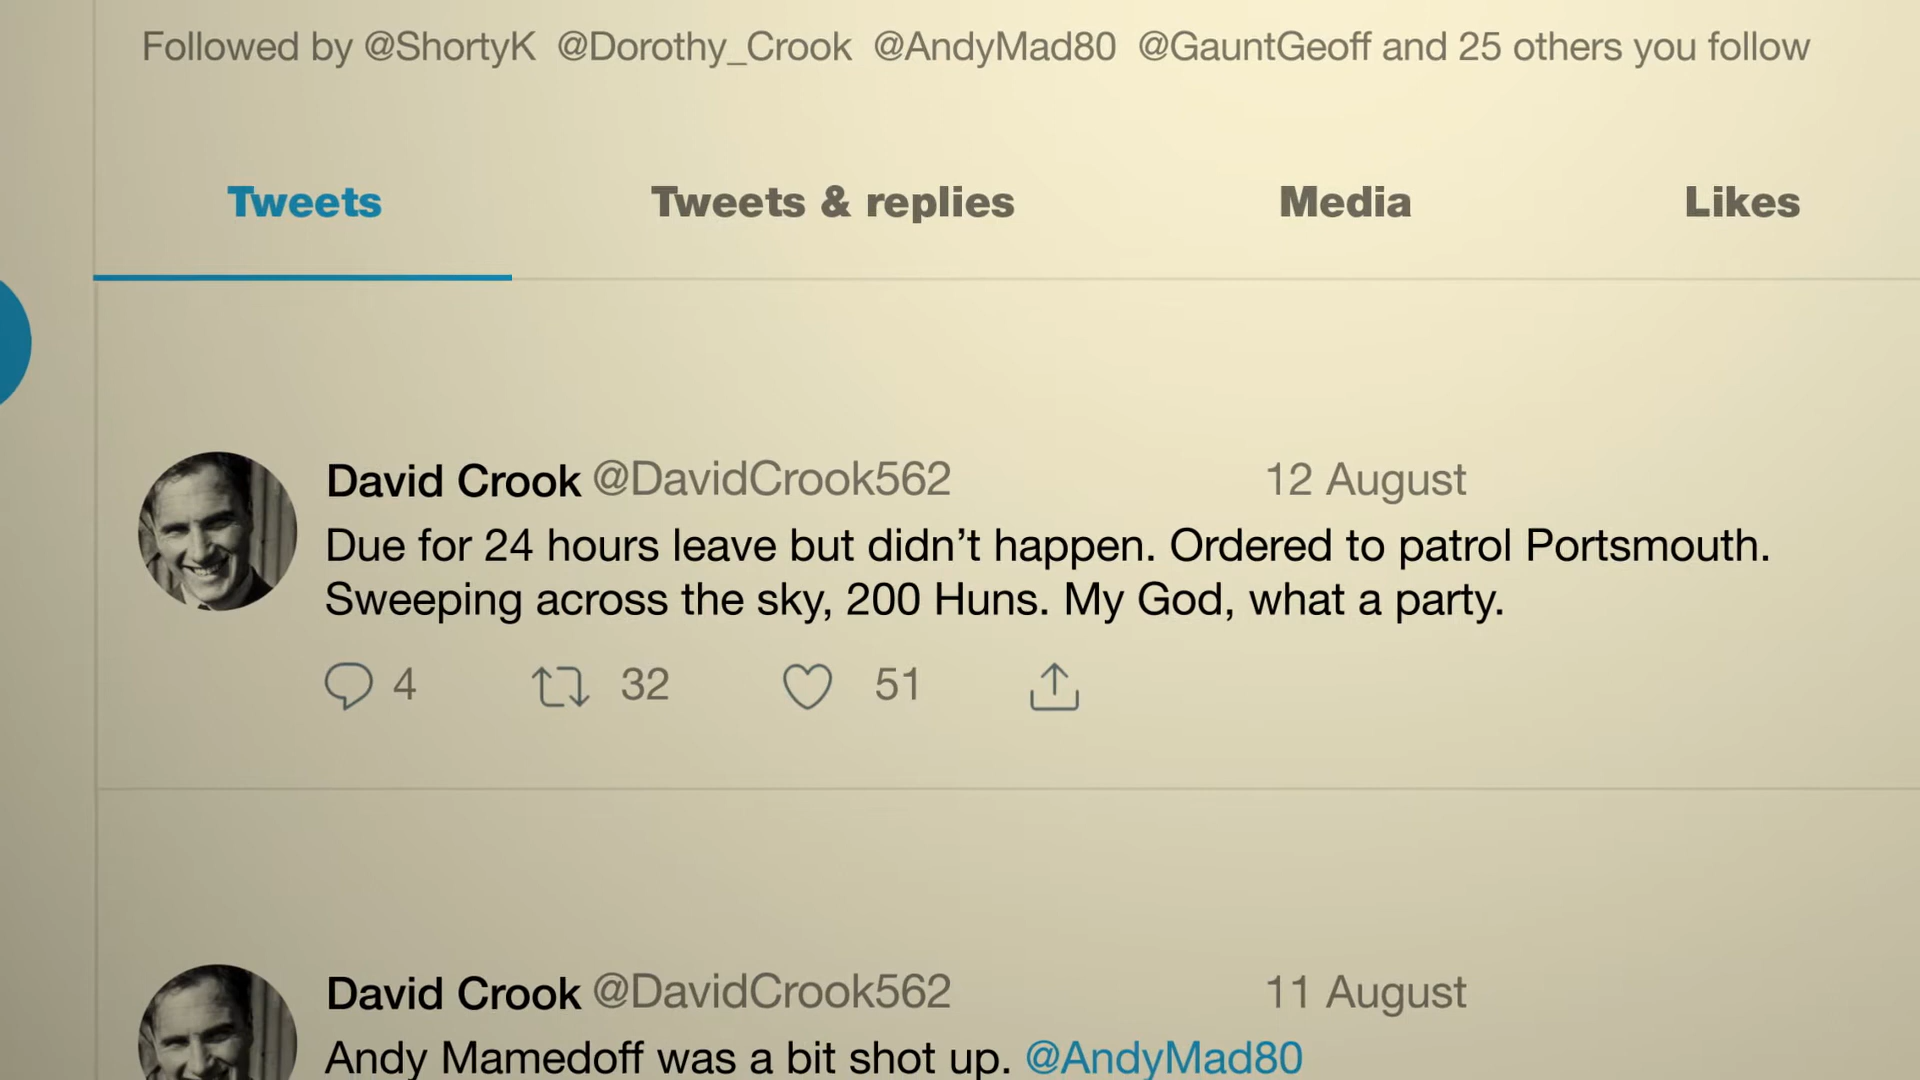 Followed by @ShortyK @Dorothy_Crook @AndyMad80 @GauntGeoff and 25 others you follow
Tweets Tweets & replies Media Likes
David Crook @DavidCrook562 12 August
Due for 24 hours leave but didn’t happen. Ordered to patrol Portsmouth.
Sweeping across the sky, 200 Huns. My God, what a party.
4 32 51
David Crook @DavidCrook562 11 August
Andy Mamedoff was a bit shot up. @AndyMad80